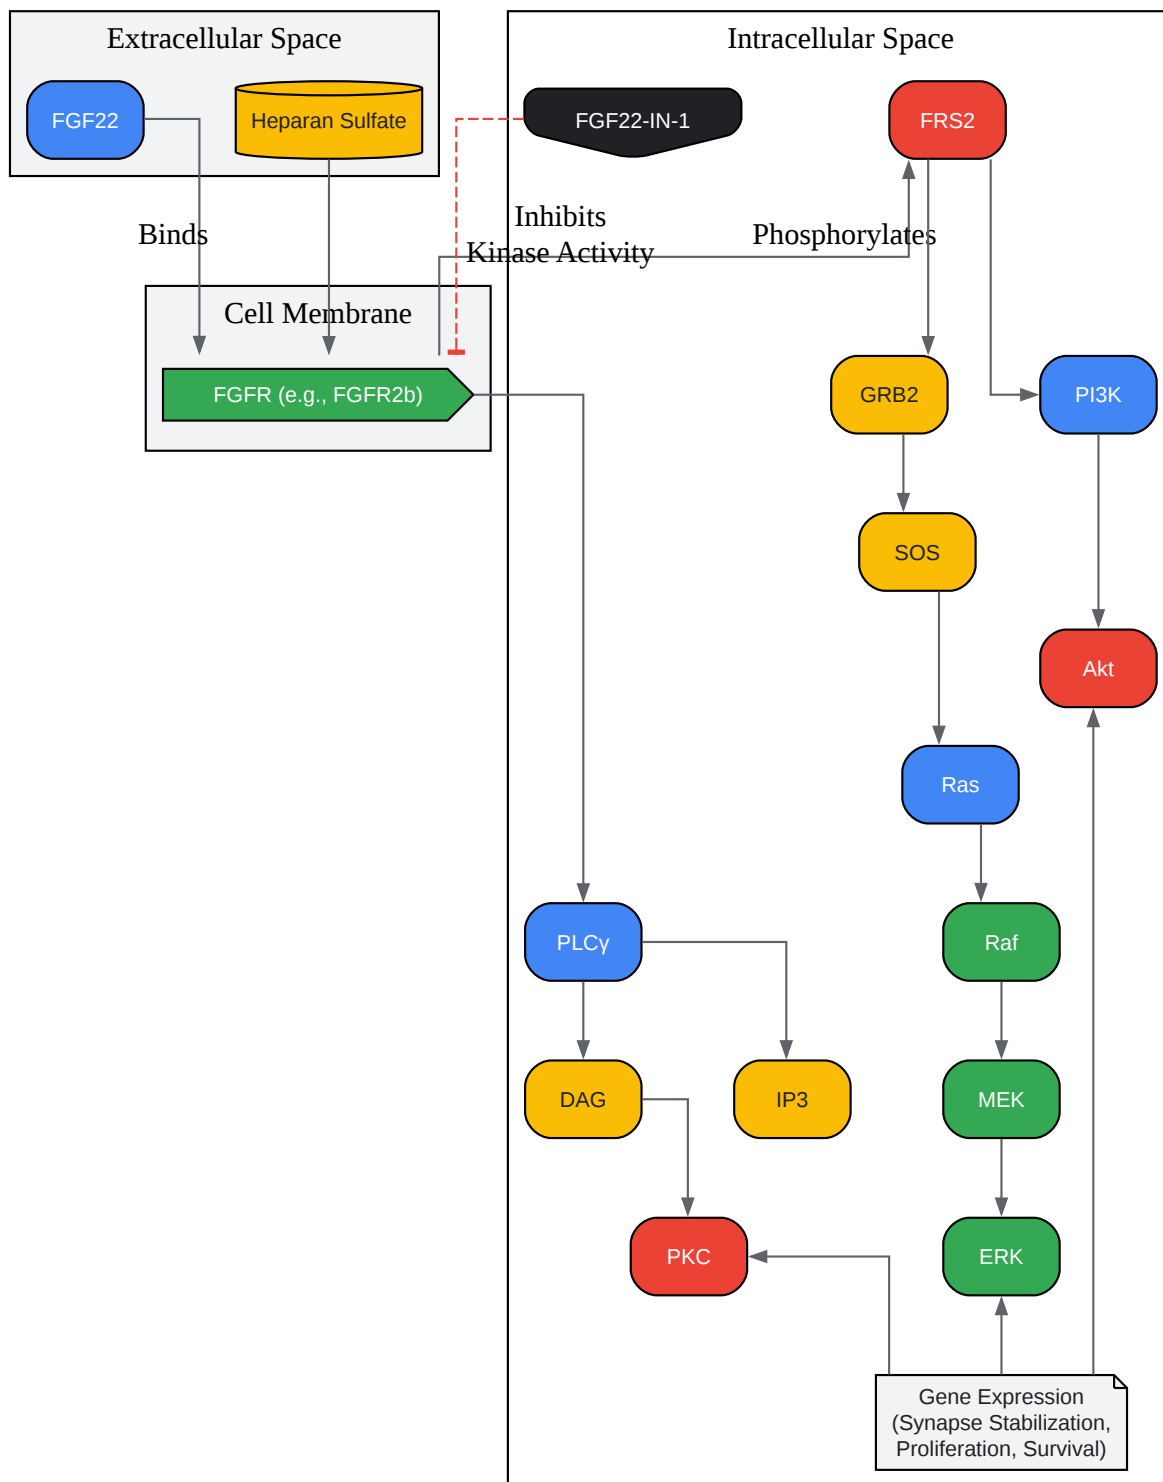 Extracellular Space
Intracellular Space
FGF22
Heparan Sulfate
FGF22-IN-1
FRS2
Binds
Inhibits
Kinase Activity
Phosphorylates
Cell Membrane
FGFR (e.g., FGFR2b)
GRB2
PI3K
SOS
Akt
Ras
PLCγ
Raf
DAG
IP3
MEK
PKC
ERK
Gene Expression
(Synapse Stabilization,
Proliferation, Survival)